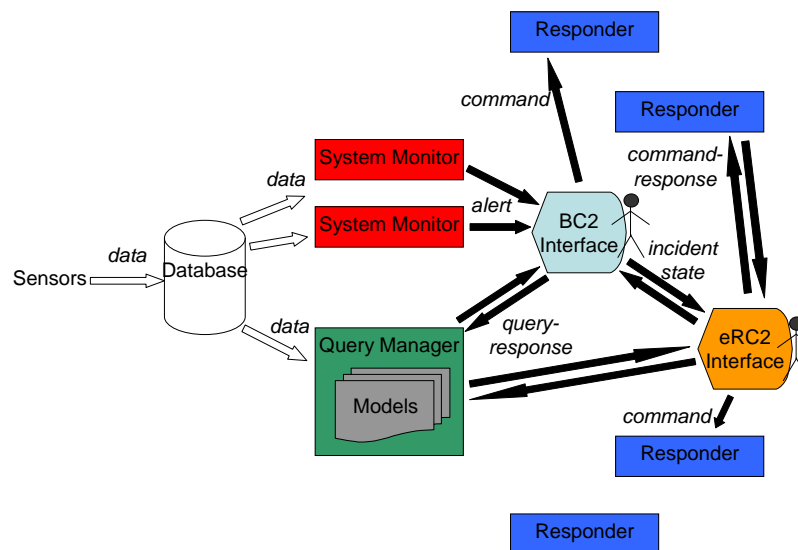 Responder
command
Responder
System Monitor
command-
response
data
System Monitor
alert
BC2
Interface
incident
state
data
Database
Sensors
data
Query Manager
query-
response
eRC2
Interface
Models
command
Responder
Responder